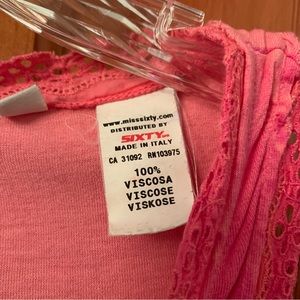 www.misssixty.com
DISTRIBUTED BY
SIXTY
MADE IN ITALY
CA 31092 RN103975
100%
VISCOSA
VISCOSE
VISKOSE